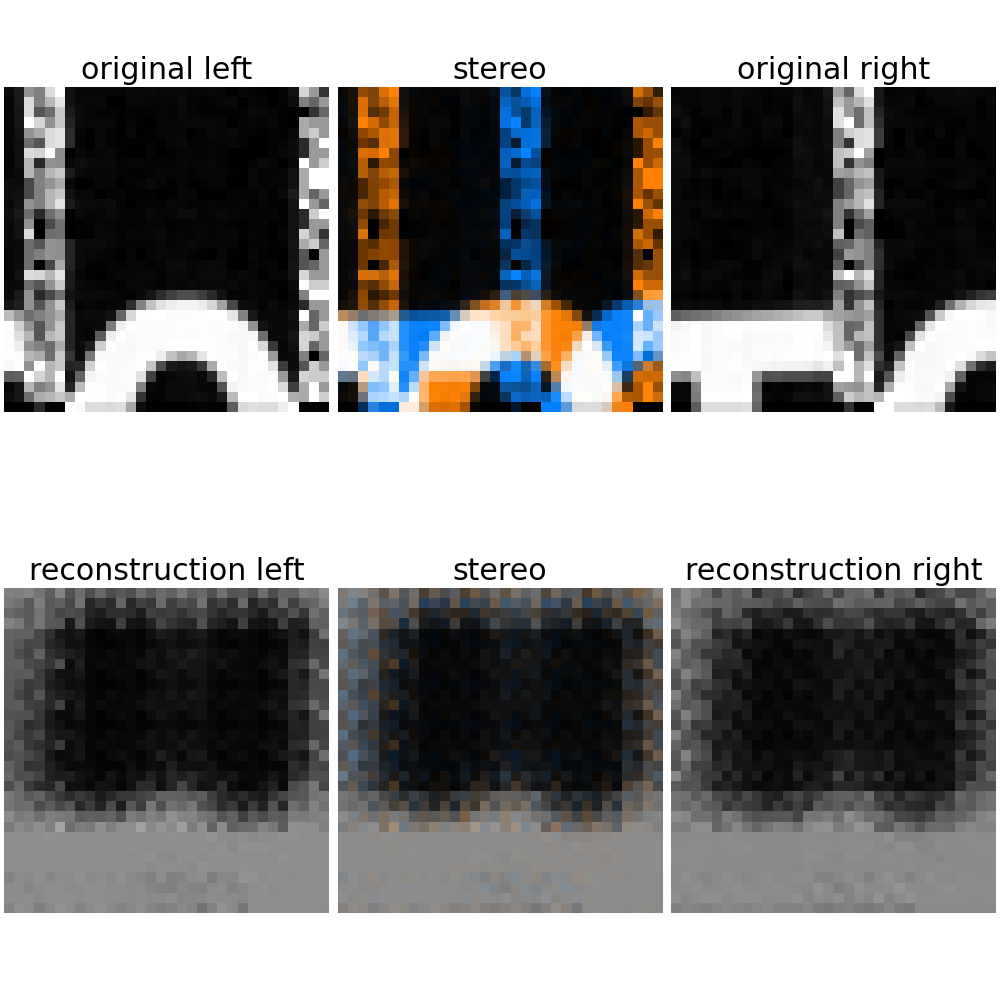 original left
stereo
original right
reconstruction left
stereo
reconstruction right